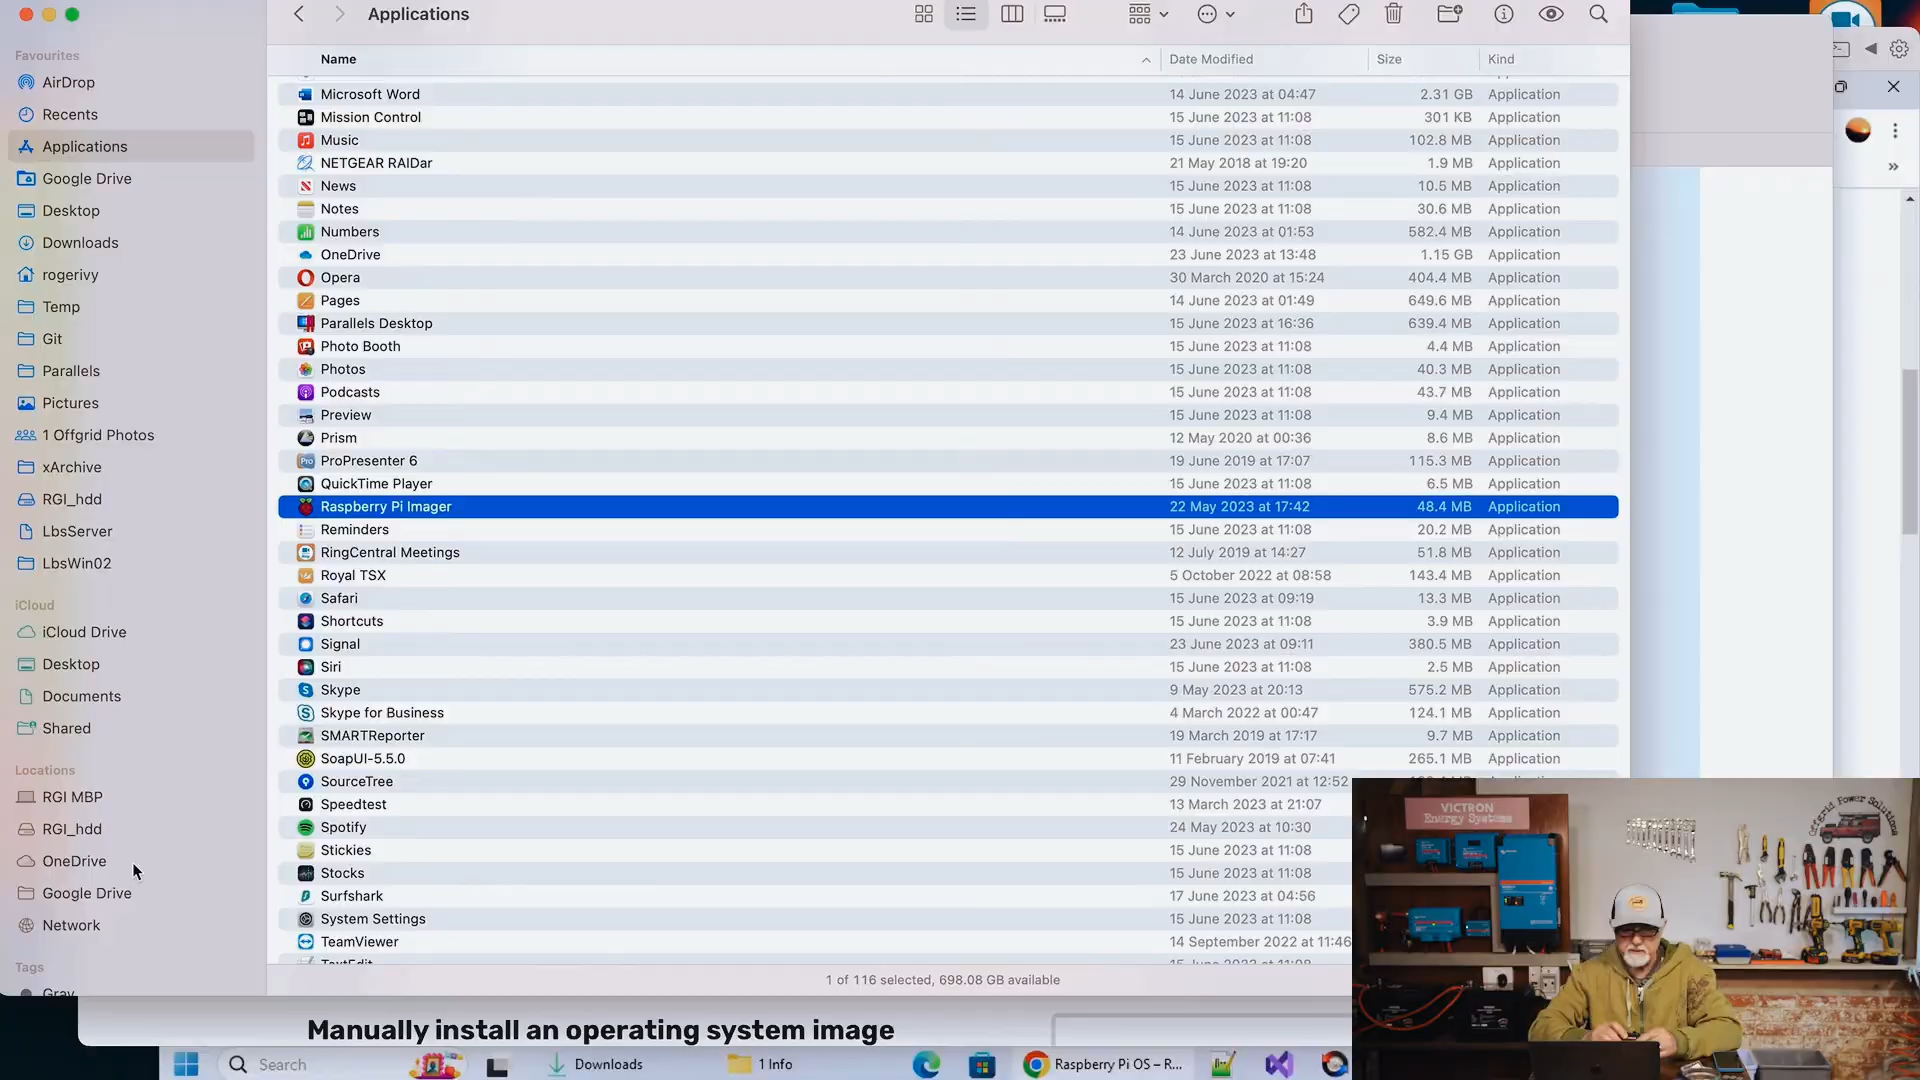 Applications
Favourites
AirDrop
Recents
Applications
Google Drive
Desktop
Downloads
rogerivy
Temp
Git
Parallels
Pictures
1 Offgrid Photos
xArchive
RGI_hdd
LbsServer
LbsWin02
iCloud
iCloud Drive
Desktop
Documents
Shared
Locations
RGI MBP
RGI_hdd
OneDrive
Google Drive
Network
Tags
Gray
Name Date Modified Size Kind
Microsoft Word 14 June 2023 at 04:47 2.31 GB Application
Mission Control 15 June 2023 at 11:08 301 KB Application
Music 15 June 2023 at 11:08 102.8 MB Application
NETGEAR RAIDar 21 May 2018 at 19:20 1.9 MB Application
News 15 June 2023 at 11:08 10.5 MB Application
Notes 15 June 2023 at 11:08 30.6 MB Application
Numbers 14 June 2023 at 01:53 582.4 MB Application
OneDrive 23 June 2023 at 13:48 1.15 GB Application
Opera 30 March 2020 at 15:24 404.4 MB Application
Pages 14 June 2023 at 01:49 649.6 MB Application
Parallels Desktop 15 June 2023 at 16:36 639.4 MB Application
Photo Booth 15 June 2023 at 11:08 4.4 MB Application
Photos 15 June 2023 at 11:08 40.3 MB Application
Podcasts 15 June 2023 at 11:08 43.7 MB Application
Preview 15 June 2023 at 11:08 9.4 MB Application
Prism 12 May 2020 at 00:36 8.6 MB Application
ProPresenter 6 19 June 2019 at 17:07 115.3 MB Application
QuickTime Player 15 June 2023 at 11:08 6.5 MB Application
Raspberry Pi Imager 22 May 2023 at 17:42 48.4 MB Application
Reminders 15 June 2023 at 11:08 20.2 MB Application
RingCentral Meetings 12 July 2019 at 14:27 51.8 MB Application
Royal TSX 5 October 2022 at 08:58 143.4 MB Application
Safari 15 June 2023 at 09:19 13.3 MB Application
Shortcuts 15 June 2023 at 11:08 3.9 MB Application
Signal 23 June 2023 at 09:11 380.5 MB Application
Siri 15 June 2023 at 11:08 2.5 MB Application
Skype 9 May 2023 at 20:13 575.2 MB Application
Skype for Business 4 March 2022 at 00:47 124.1 MB Application
SMARTReporter 19 March 2019 at 17:17 9.7 MB Application
SoapUI-5.5.0 11 February 2019 at 07:41 265.1 MB Application
SourceTree 29 November 2021 at 12:52
Speedtest 13 March 2023 at 21:07
Spotify 24 May 2023 at 10:30
Stickies 15 June 2023 at 11:08
Stocks 15 June 2023 at 11:08
Surfshark 17 June 2023 at 04:56
System Settings 15 June 2023 at 11:08
TeamViewer 14 September 2022 at 11:46
TextEdit 15 June 2023 at 11:08
1 of 116 selected, 698.08 GB available
VICTRON
Energy Systems
Offgrid Power Solutions
Manually install an operating system image
Search
Downloads
1 Info
Raspberry Pi OS – R...